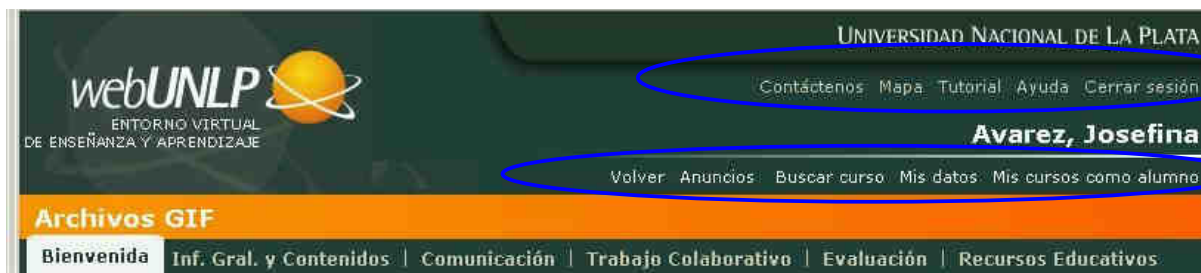 UNIVERSIDAD NACIONAL DE LA PLATA
webUNLP
ENTORNO VIRTUAL
DE ENSEÑANZA Y APRENDIZAJE
Contáctenos Mapa Tutorial Ayuda Cerrar sesión
Avarez, Josefina
Volver Anuncios Buscar curso Mis datos Mis cursos como alumno
Archivos GIF
Bienvenida Inf. Gral. y Contenidos | Comunicación | Trabajo Colaborativo | Evaluación | Recursos Educativos